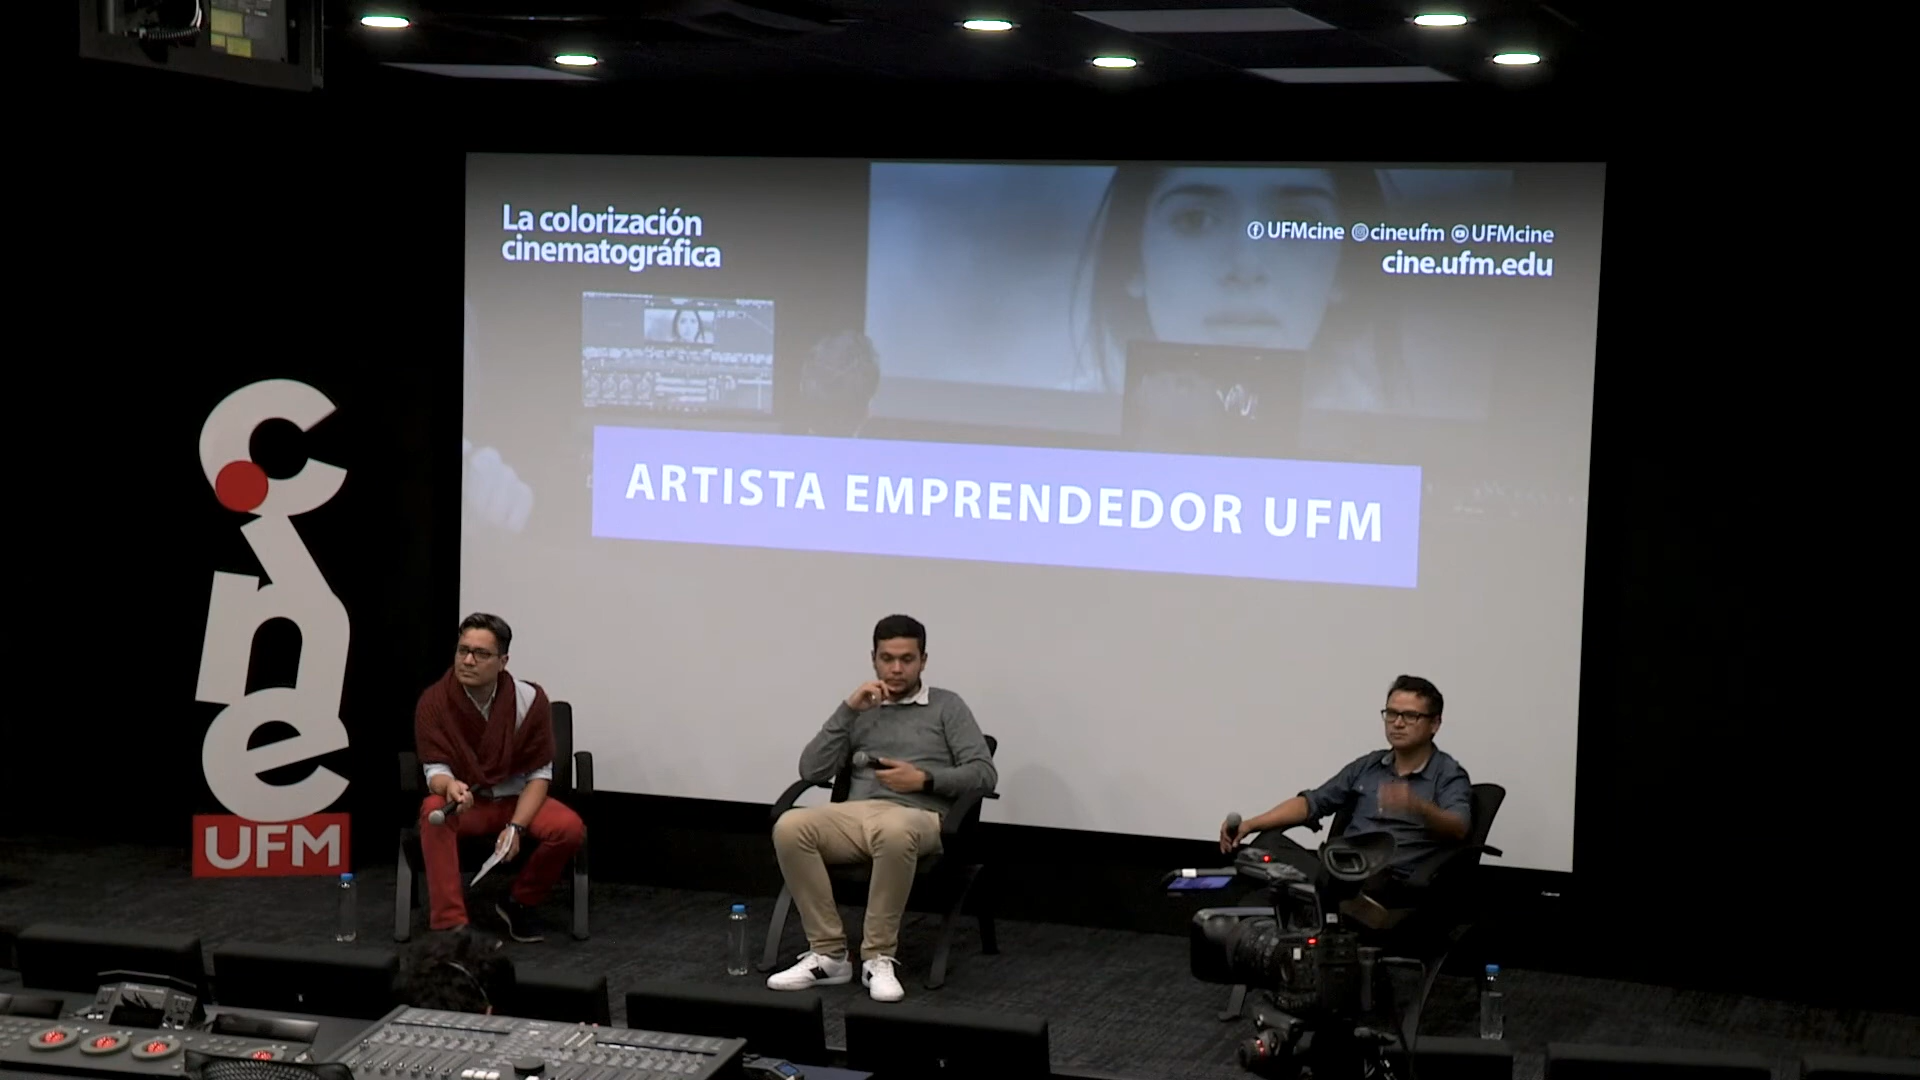 La colorización
cinematográfica
UFMcine cineufm UFMcine
cine.ufm.edu
ARTISTA EMPRENDEDOR UFM
cine
UFM